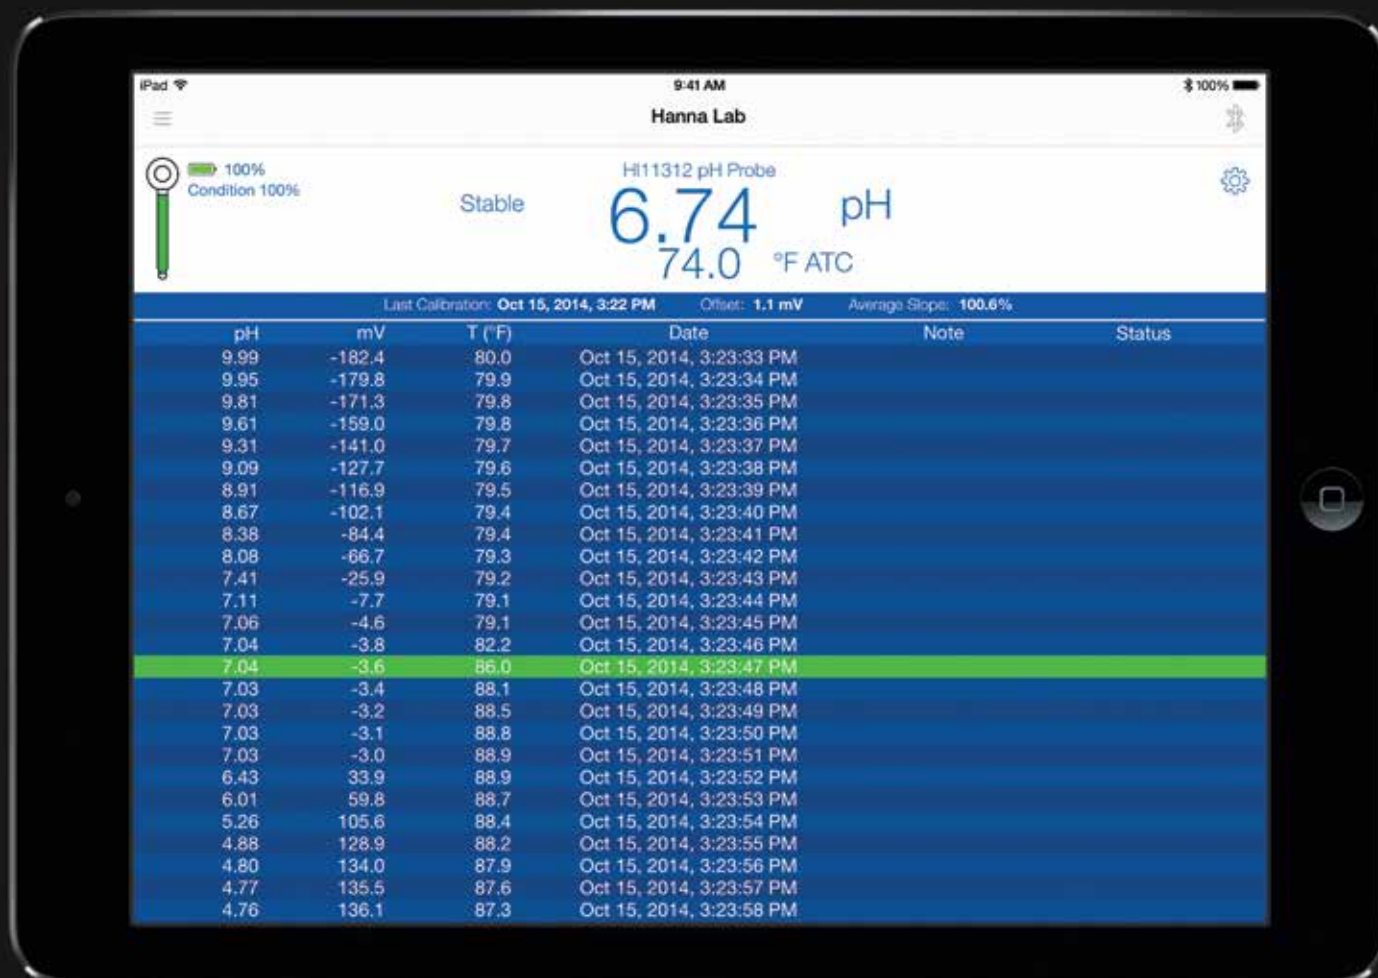 iPad 9:41 AM 100%
Hanna Lab
100%
Condition 100%
HI11312 pH Probe
Stable 6.74 pH
74.0 °F ATC
Last Calibration: Oct 15, 2014, 3:22 PM Offset: 1.1 mV Average Slope: 100.6%
pH mV T (°F) Date Note Status
9.99 -182.4 80.0 Oct 15, 2014, 3:23:33 PM
9.95 -179.8 79.9 Oct 15, 2014, 3:23:34 PM
9.81 -171.3 79.8 Oct 15, 2014, 3:23:35 PM
9.61 -159.0 79.8 Oct 15, 2014, 3:23:36 PM
9.31 -141.0 79.7 Oct 15, 2014, 3:23:37 PM
9.09 -127.7 79.6 Oct 15, 2014, 3:23:38 PM
8.91 -116.9 79.5 Oct 15, 2014, 3:23:39 PM
8.67 -102.1 79.4 Oct 15, 2014, 3:23:40 PM
8.38 -84.4 79.4 Oct 15, 2014, 3:23:41 PM
8.08 -66.7 79.3 Oct 15, 2014, 3:23:42 PM
7.41 -25.9 79.2 Oct 15, 2014, 3:23:43 PM
7.11 -7.7 79.1 Oct 15, 2014, 3:23:44 PM
7.06 -4.6 79.1 Oct 15, 2014, 3:23:45 PM
7.04 -3.8 82.2 Oct 15, 2014, 3:23:46 PM
7.04 -3.6 86.0 Oct 15, 2014, 3:23:47 PM
7.03 -3.4 88.1 Oct 15, 2014, 3:23:48 PM
7.03 -3.2 88.5 Oct 15, 2014, 3:23:49 PM
7.03 -3.1 88.8 Oct 15, 2014, 3:23:50 PM
7.03 -3.0 88.9 Oct 15, 2014, 3:23:51 PM
6.43 33.9 88.9 Oct 15, 2014, 3:23:52 PM
6.01 59.8 88.7 Oct 15, 2014, 3:23:53 PM
5.26 105.6 88.4 Oct 15, 2014, 3:23:54 PM
4.88 128.9 88.2 Oct 15, 2014, 3:23:55 PM
4.80 134.0 87.9 Oct 15, 2014, 3:23:56 PM
4.77 135.5 87.6 Oct 15, 2014, 3:23:57 PM
4.76 136.1 87.3 Oct 15, 2014, 3:23:58 PM